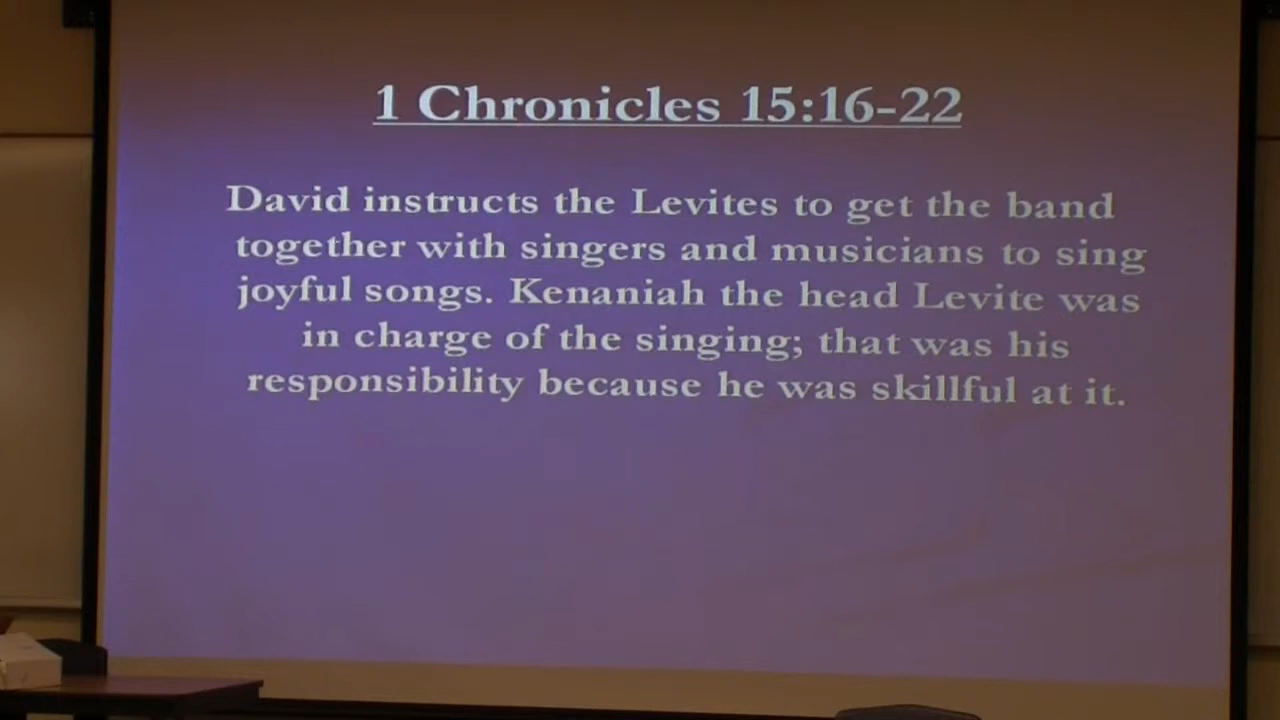 1 Chronicles 15:16-22
David instructs the Levites to get the band
together with singers and musicians to sing
joyful songs. Kenaniah the head Levite was
in charge of the singing; that was his
responsibility because he was skillful at it.